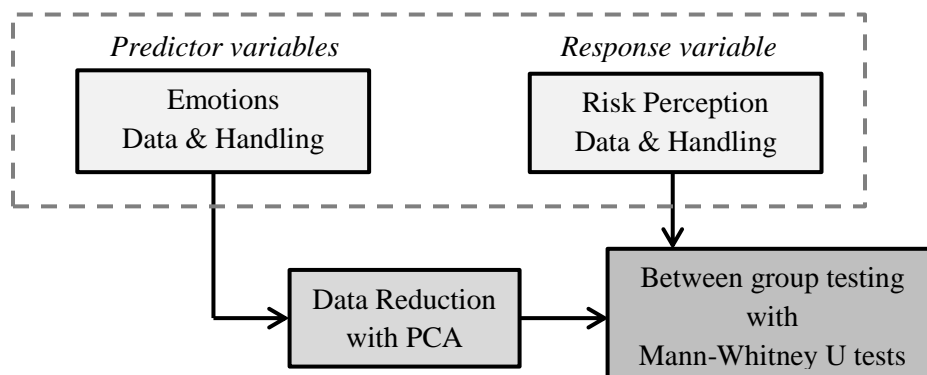 Predictor variables
Response variable
Emotions
Data & Handling
Risk Perception
Data & Handling
Data Reduction
with PCA
Between group testing
with
Mann-Whitney U tests